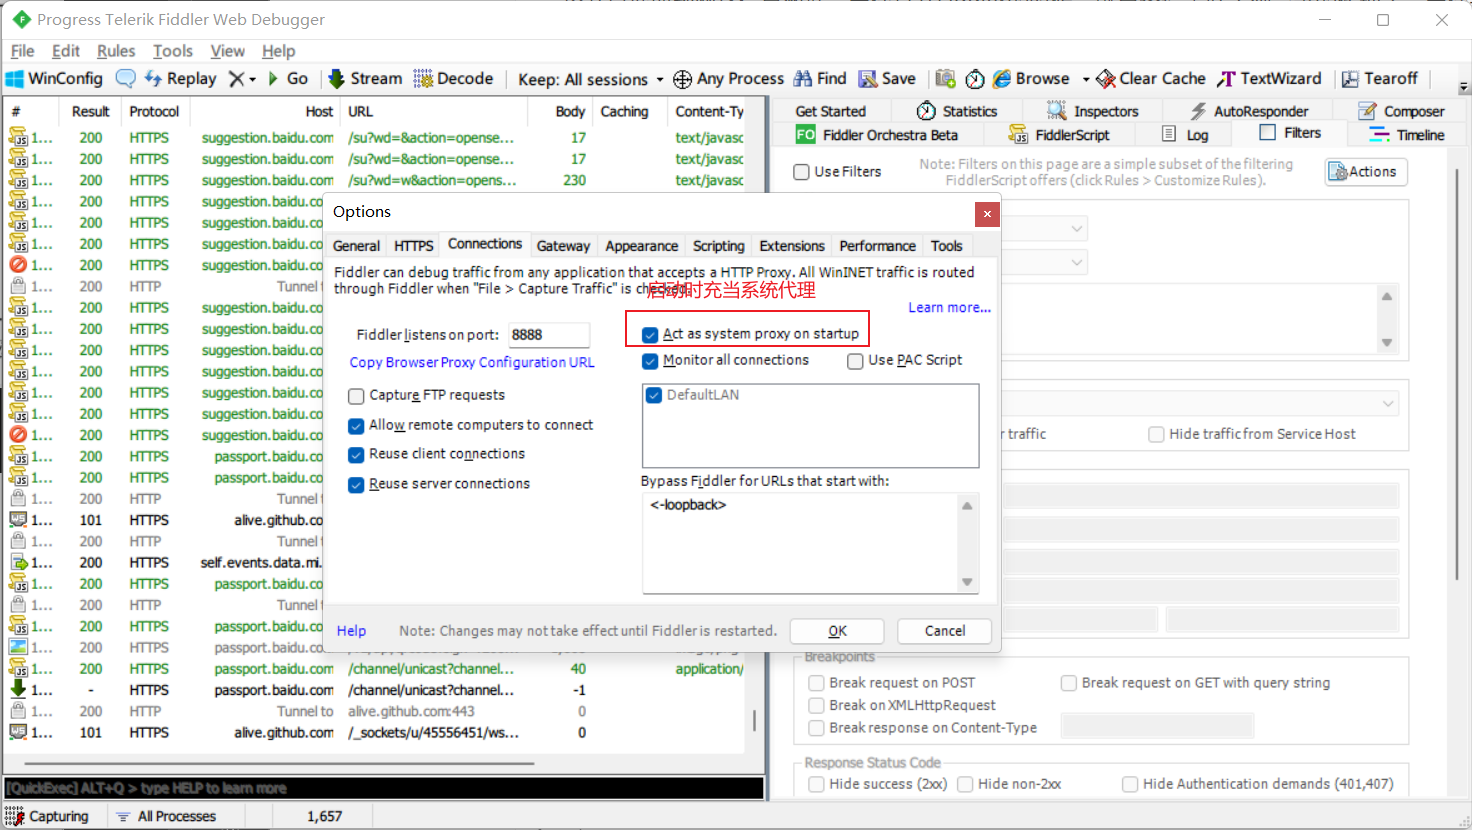 Progress Telerik Fiddler Web Debugger
File Edit Rules Tools View Help
WinConfig Replay Go Stream Decode Keep: All sessions Any Process Find Save Browse Clear Cache TextWizard Tearoff
# Result Protocol Host URL Body Caching Content-Ty
1... 200 HTTPS suggestion.baidu.com /su?wd=&action=opense... 17 text/javasc
1... 200 HTTPS suggestion.baidu.com /su?wd=&action=opense... 17 text/javasc
1... 200 HTTPS suggestion.baidu.com /su?wd=w&action=opens... 230 text/javasc
1... 200 HTTPS suggestion.baidu.co
1... 200 HTTPS suggestion.baidu.co
1... 200 HTTPS suggestion.baidu.co
1... 200 HTTPS suggestion.baidu.co
1... 200 HTTP Tunnel
1... 200 HTTPS suggestion.baidu.co
1... 200 HTTPS suggestion.baidu.co
1... 200 HTTPS suggestion.baidu.co
1... 200 HTTPS suggestion.baidu.co
1... 200 HTTPS suggestion.baidu.co
1... 200 HTTPS suggestion.baidu.co
1... 200 HTTPS suggestion.baidu.co
1... 200 HTTPS passport.baidu.co
1... 200 HTTPS passport.baidu.co
1... 200 HTTP Tunnel
1... 101 HTTPS alive.github.co
1... 200 HTTP Tunnel
1... 200 HTTPS self.events.data.mi.
1... 200 HTTPS passport.baidu.co
1... 200 HTTP Tunnel
1... 200 HTTPS passport.baidu.co
1... 200 HTTPS passport.baidu.co
1... 200 HTTPS passport.baidu.com /channel/unicast?channel... 40 application/
1... - HTTPS passport.baidu.com /channel/unicast?channel... -1
1... 200 HTTP Tunnel to alive.github.com:443 0
1... 101 HTTPS alive.github.com /_sockets/u/45556451/ws... 0
[QuickExec] ALT+Q > type HELP to learn more
Capturing All Processes 1,657
Options
General HTTPS Connections Gateway Appearance Scripting Extensions Performance Tools
Fiddler can debug traffic from any application that accepts a HTTP Proxy. All WinINET traffic is routed
through Fiddler when "File > Capture Traffic" is checked.
启动时充当系统代理
Learn more...
Fiddler listens on port: 8888
Act as system proxy on startup
Copy Browser Proxy Configuration URL
Monitor all connections Use PAC Script
Capture FTP requests
DefaultLAN
Allow remote computers to connect
Reuse client connections
Reuse server connections
Bypass Fiddler for URLs that start with:
<-loopback>
Help Note: Changes may not take effect until Fiddler is restarted. OK Cancel
Get Started Statistics Inspectors AutoResponder Composer
FO Fiddler Orchestra Beta FiddlerScript Log Filters Timeline
Use Filters
Note: Filters on this page are a simple subset of the filtering
FiddlerScript offers (click Rules > Customize Rules).
Actions
r traffic Hide traffic from Service Host
Breakpoints
Break request on POST Break request on GET with query string
Break on XMLHttpRequest
Break response on Content-Type
Response Status Code
Hide success (2xx) Hide non-2xx Hide Authentication demands (401,407)